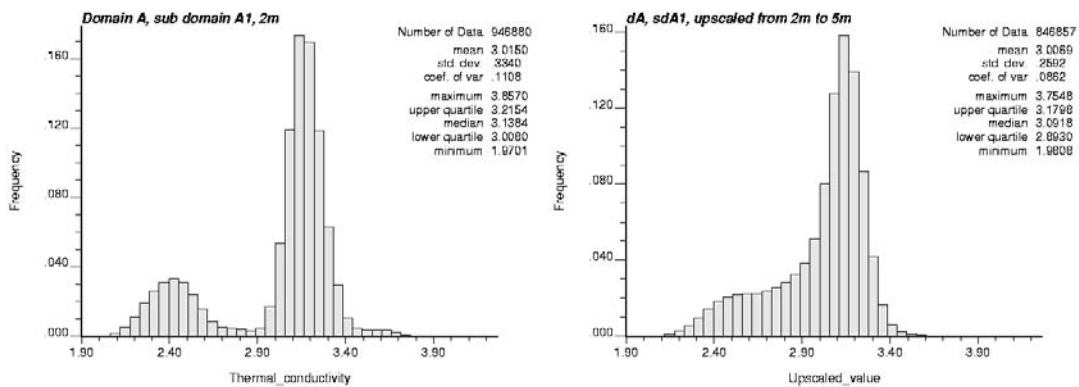 Domain A, sub domain A1, 2m
Number of Data 946880
mean 3.0150
std. dev. .3340
coef. of var .1108
maximum 3.8570
upper quartile 3.2154
median 3.1384
lower quartile 3.0080
minimum 1.9701
Frequency
.160
.120
.080
.040
.000
1.90 2.40 2.90 3.40 3.90
Thermal_conductivity
dA, sdA1, upscaled from 2m to 5m
Number of Data 846857
mean 3.0069
std. dev. .2592
coef. of var .0862
maximum 3.7548
upper quartile 3.1798
median 3.0918
lower quartile 2.8930
minimum 1.9808
Frequency
.160
.120
.080
.040
.000
1.90 2.40 2.90 3.40 3.90
Upscaled_value